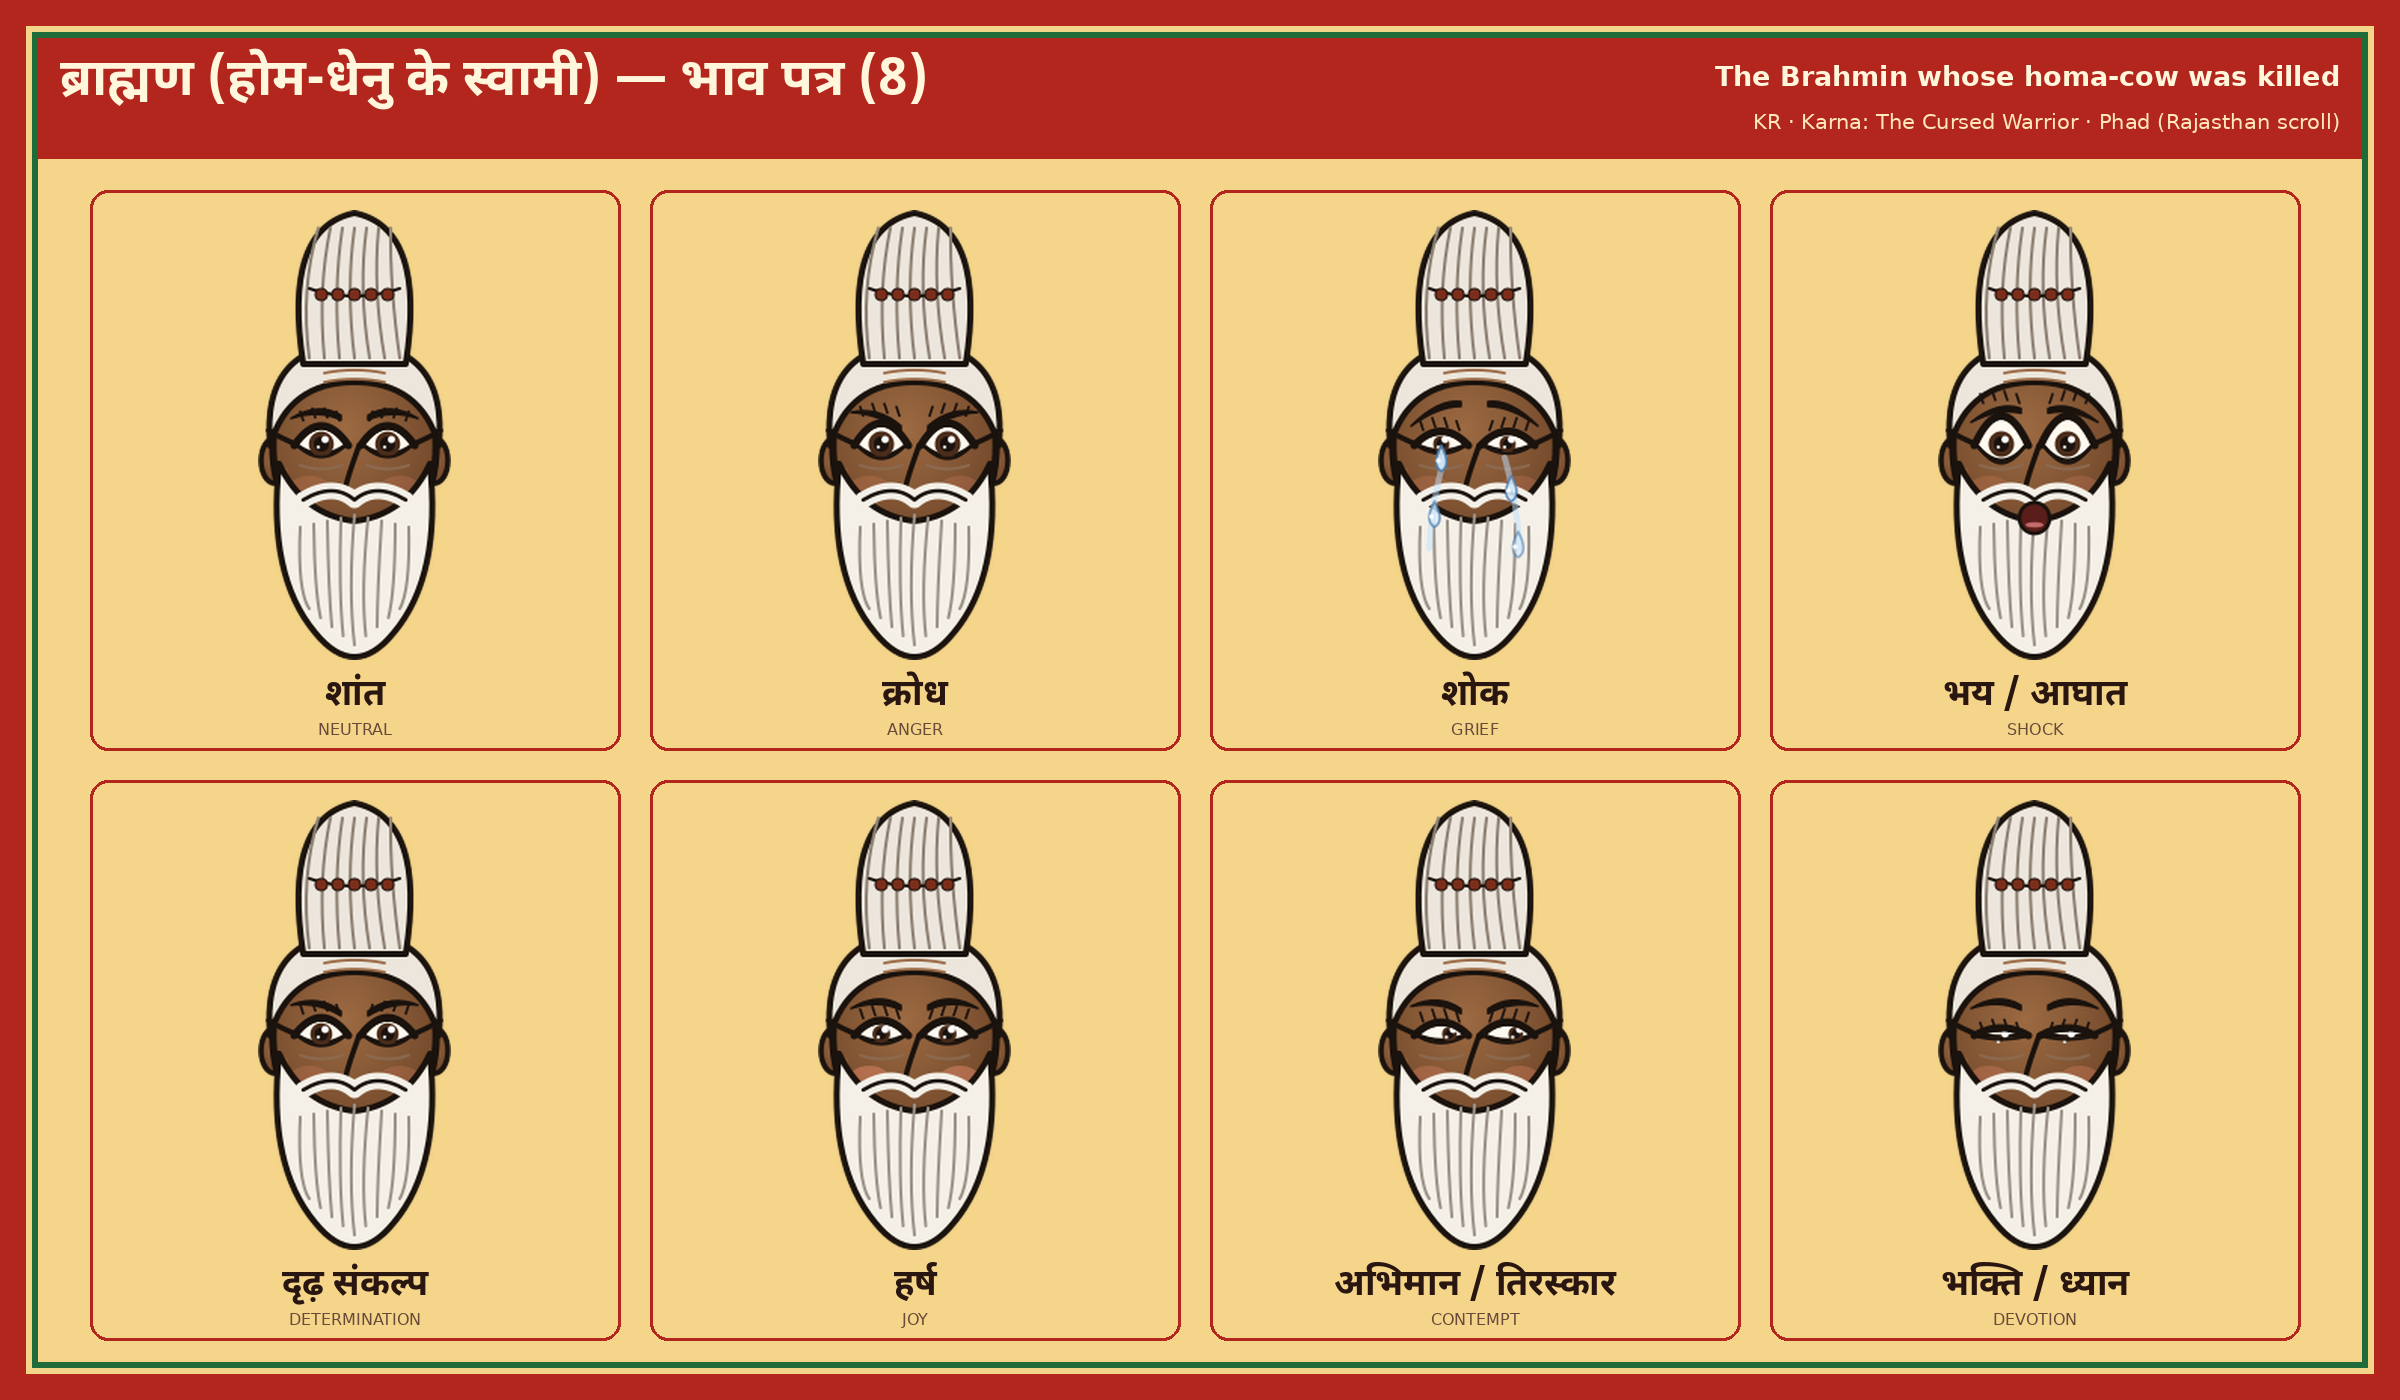 ब्राह्मण (होम-धेनु के स्वामी) — भाव पत्र (8)
The Brahmin whose homa-cow was killed
KR · Karna: The Cursed Warrior · Phad (Rajasthan scroll)
शांत
NEUTRAL
क्रोध
ANGER
शोक
GRIEF
भय / आघात
SHOCK
दृढ़ संकल्प
DETERMINATION
हर्ष
JOY
अभिमान / तिरस्कार
CONTEMPT
भक्ति / ध्यान
DEVOTION